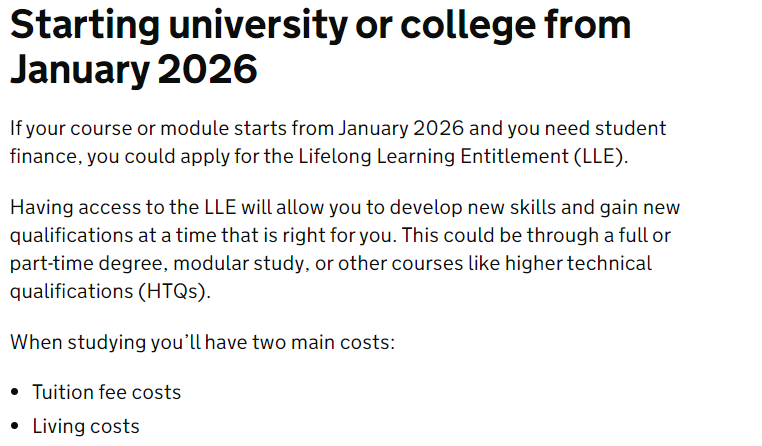 Starting university or college from
January 2026
If your course or module starts from January 2026 and you need student
finance, you could apply for the Lifelong Learning Entitlement (LLE).
Having access to the LLE will allow you to develop new skills and gain new
qualifications at a time that is right for you. This could be through a full or
part-time degree, modular study, or other courses like higher technical
qualifications (HTQs).
When studying you’ll have two main costs:
• Tuition fee costs
• Living costs